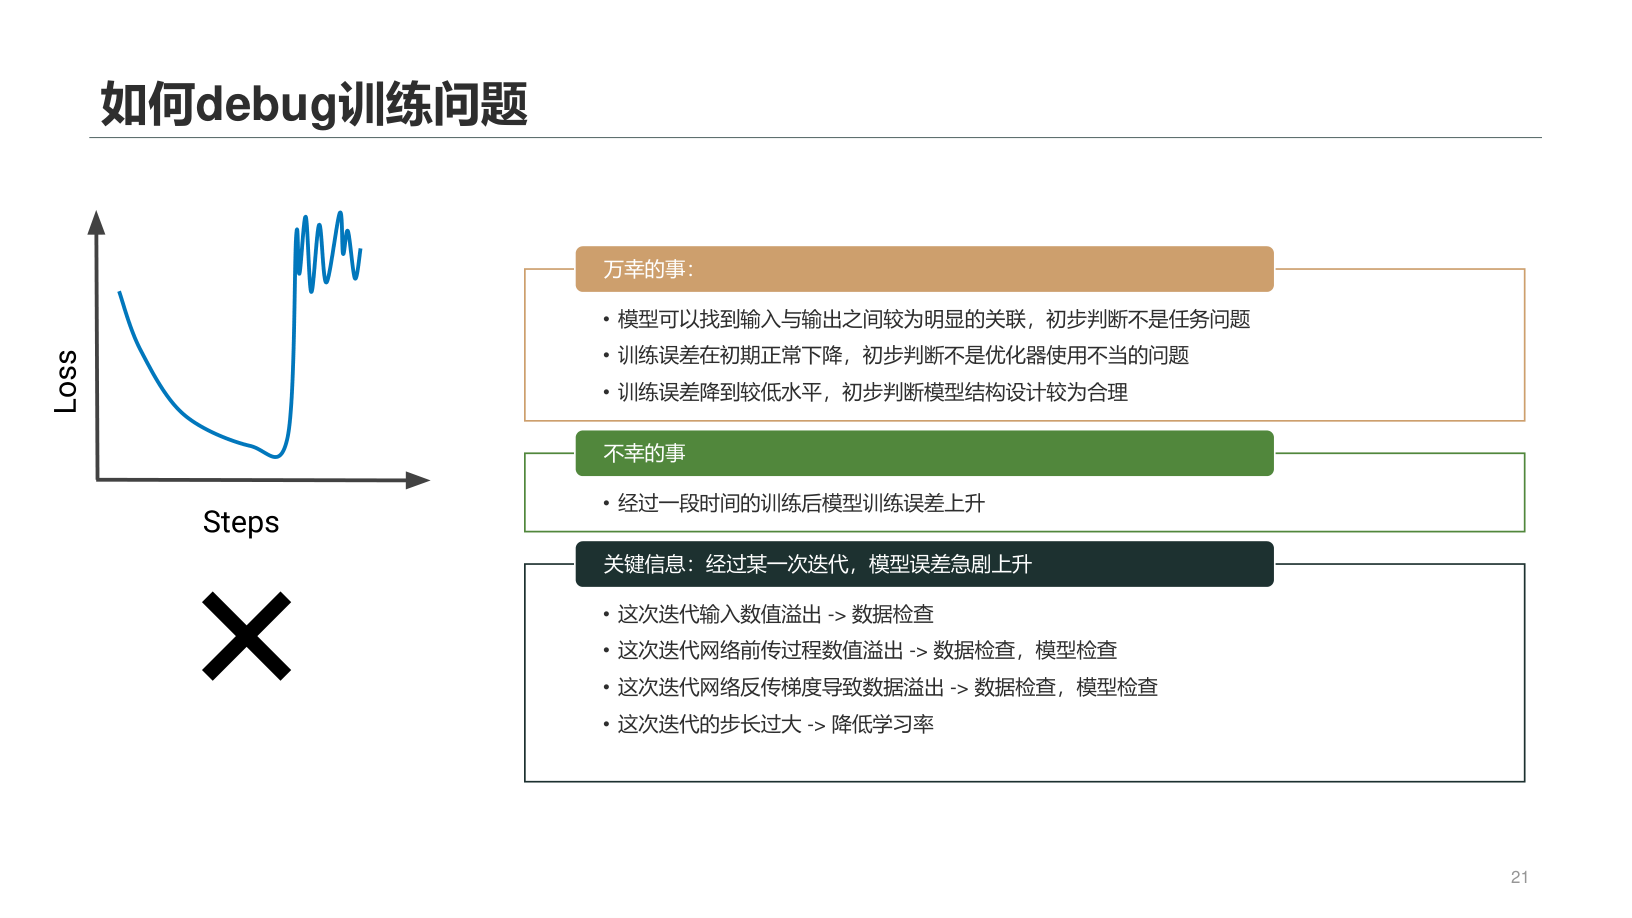 如何debug训练问题
Loss
Steps
万幸的事：
• 模型可以找到输入与输出之间较为明显的关联，初步判断不是任务问题
• 训练误差在初期正常下降，初步判断不是优化器使用不当的问题
• 训练误差降到较低水平，初步判断模型结构设计较为合理
不幸的事
• 经过一段时间的训练后模型训练误差上升
关键信息：经过某一次迭代，模型误差急剧上升
• 这次迭代输入数值溢出 -> 数据检查
• 这次迭代网络前传过程数值溢出 -> 数据检查，模型检查
• 这次迭代网络反传梯度导致数据溢出 -> 数据检查，模型检查
• 这次迭代的步长过大 -> 降低学习率
21